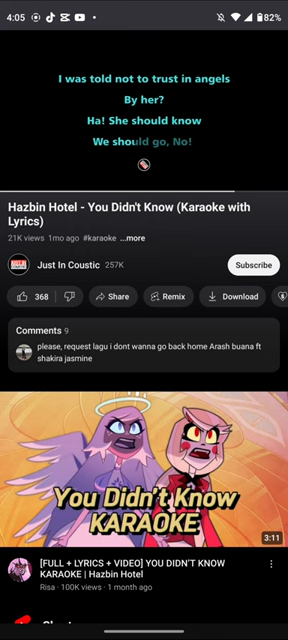 4:05
82%
I was told not to trust in angels
By her?
Ha! She should know
We should go, No!
Hazbin Hotel - You Didn't Know (Karaoke with
Lyrics)
21K views 1mo ago #karaoke ...more
Just In Coustic 257K
Subscribe
368
Share
Remix
Download
Comments 9
please, request lagu i dont wanna go back home Arash buana ft
shakira jasmine
You Didn't Know
KARAOKE
3:11
[FULL + LYRICS + VIDEO] YOU DIDN'T KNOW
KARAOKE | Hazbin Hotel
Risa · 100K views · 1 month ago